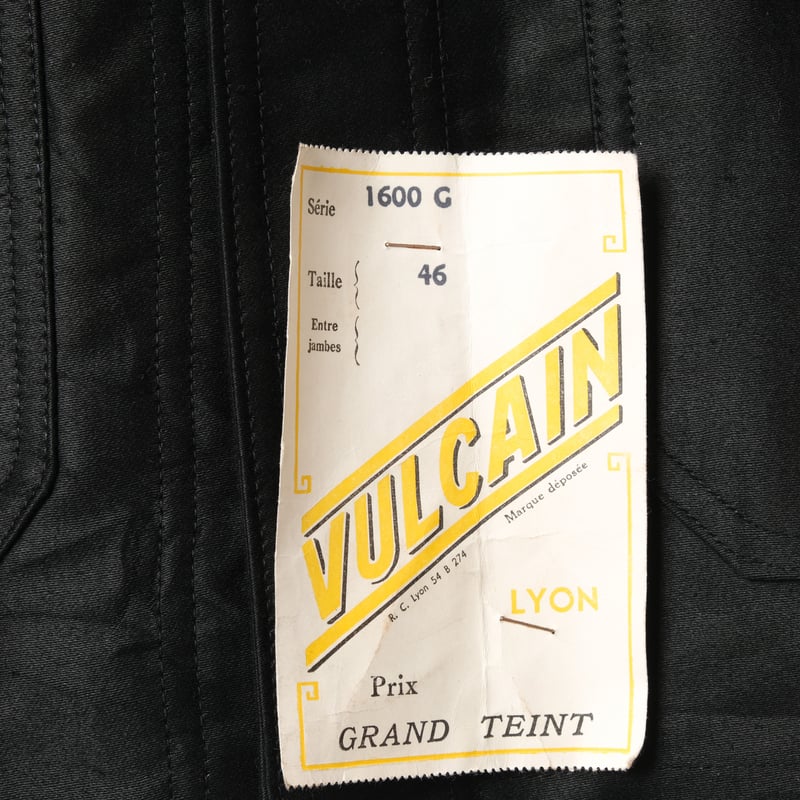 Série 1600 G
Taille 46
Entre
jambes
VULCAIN
Marque déposée
R. C. Lyon 54 B 274
LYON
Prix
GRAND TEINT